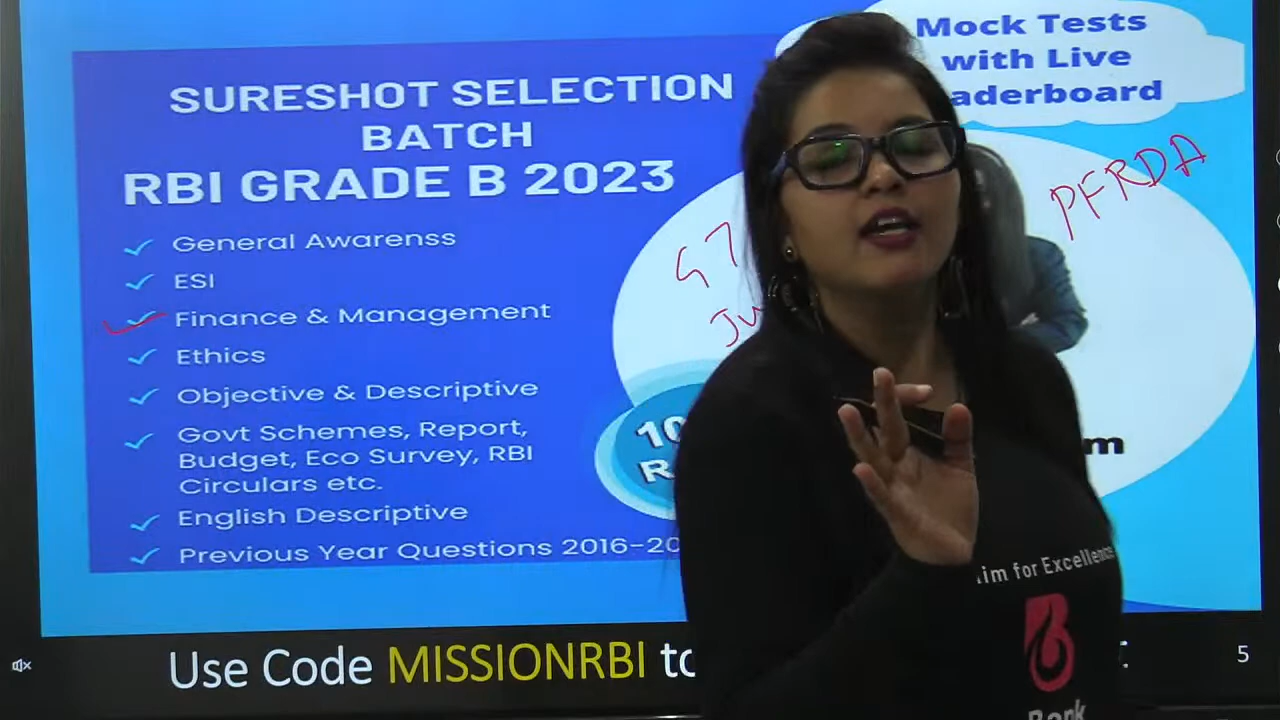 SURESHOT SELECTION
BATCH
RBI GRADE B 2023
General Awarenss
ESI
Finance & Management
Ethics
Objective & Descriptive
Govt Schemes, Report,
Budget, Eco Survey, RBI
Circulars etc.
English Descriptive
Previous Year Questions 2016-20
Mock Tests
with Live
aderboard
PFRDA
Ju
10
R
m
Use Code MISSIONRBI to
5
im for Excellence
B